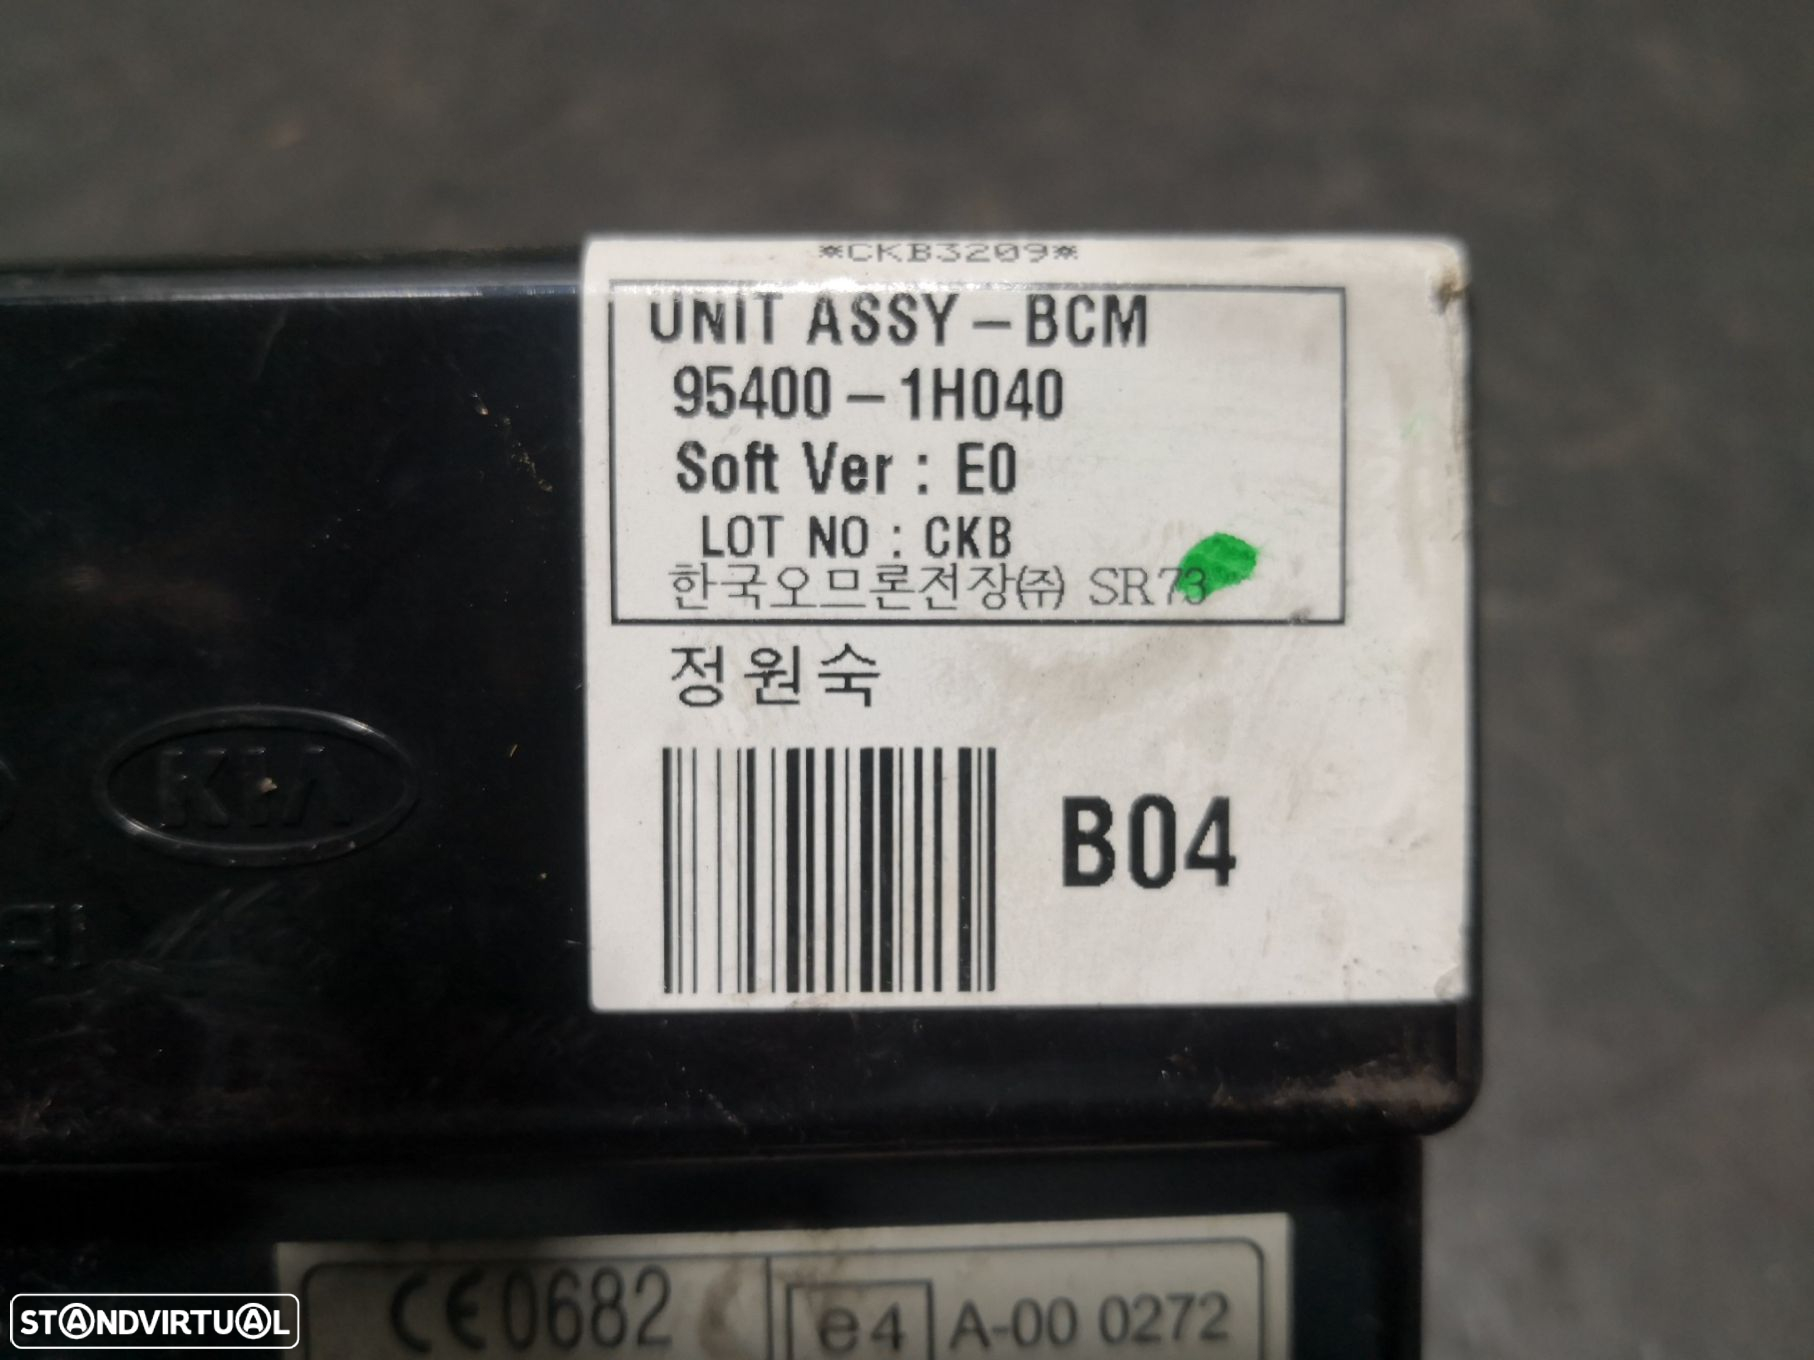 *CKB3209*
UNIT ASSY-BCM
95400-1H040
Soft Ver : E0
LOT NO : CKB
한국오므론전장㈜ SR73
정원숙
B04
KIA
CE0682
e4
A-00 0272
STANDVIRTUAL